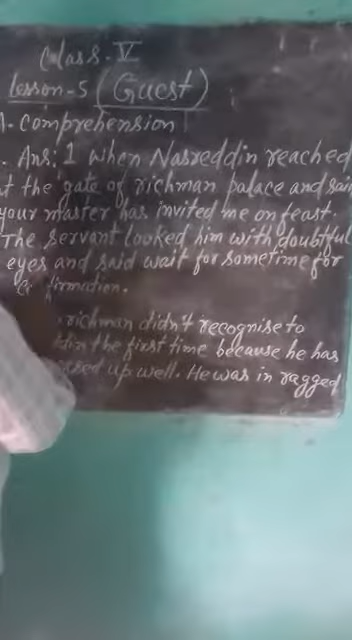 Class-V
Lesson-5 (Guest)
A. Comprehension
Ans: 1 When Nasreddin reached
at the gate of richman palace and said
your master has invited me on feast.
The servant looked him with doubtful
eyes and said wait for sometime for
firmation.
richman didn't recognise to
the first time because he has
up well. He was in ragged